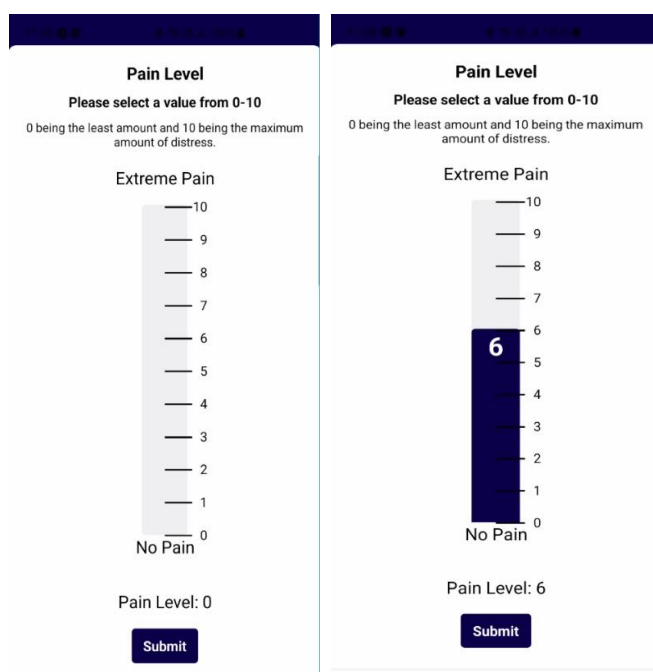 Pain Level
Please select a value from 0-10
0 being the least amount and 10 being the maximum
amount of distress.
Extreme Pain
10
9
8
7
6
5
4
3
2
1
0
No Pain
Pain Level: 0
Submit
Pain Level
Please select a value from 0-10
0 being the least amount and 10 being the maximum
amount of distress.
Extreme Pain
10
9
8
7
6
6
5
4
3
2
1
0
No Pain
Pain Level: 6
Submit